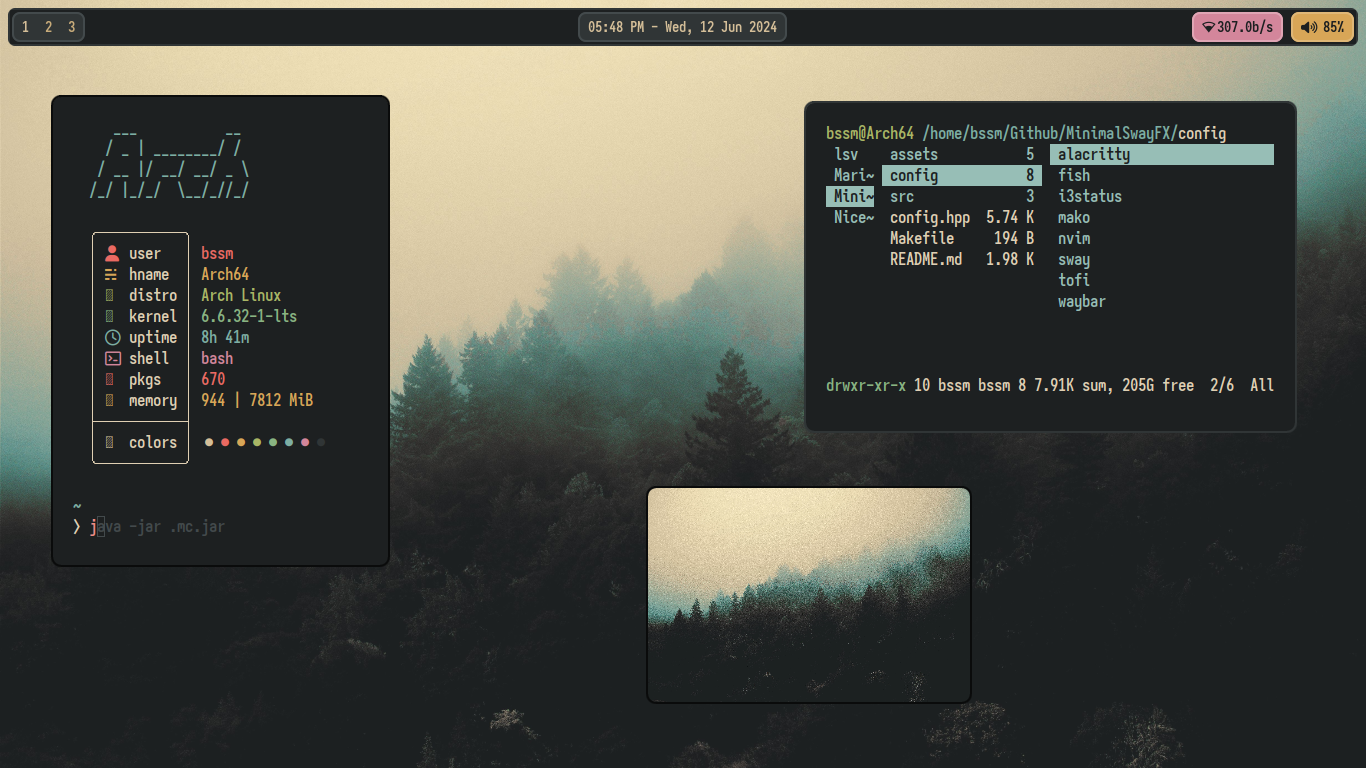 1 2 3
05:48 PM - Wed, 12 Jun 2024
307.0b/s
85%
Arch
user bssm
hname Arch64
distro Arch Linux
kernel 6.6.32-1-lts
uptime 8h 41m
shell bash
pkgs 670
memory 944 | 7812 MiB
colors
~
❯ java -jar .mc.jar
bssm@Arch64 /home/bssm/Github/MinimalSwayFX/config
lsv assets 5 alacritty
Mari~ config 8 fish
Mini~ src 3 i3status
Nice~ config.hpp 5.74 K mako
Makefile 194 B nvim
README.md 1.98 K sway
tofi
waybar
drwxr-xr-x 10 bssm bssm 8 7.91K sum, 205G free 2/6 All